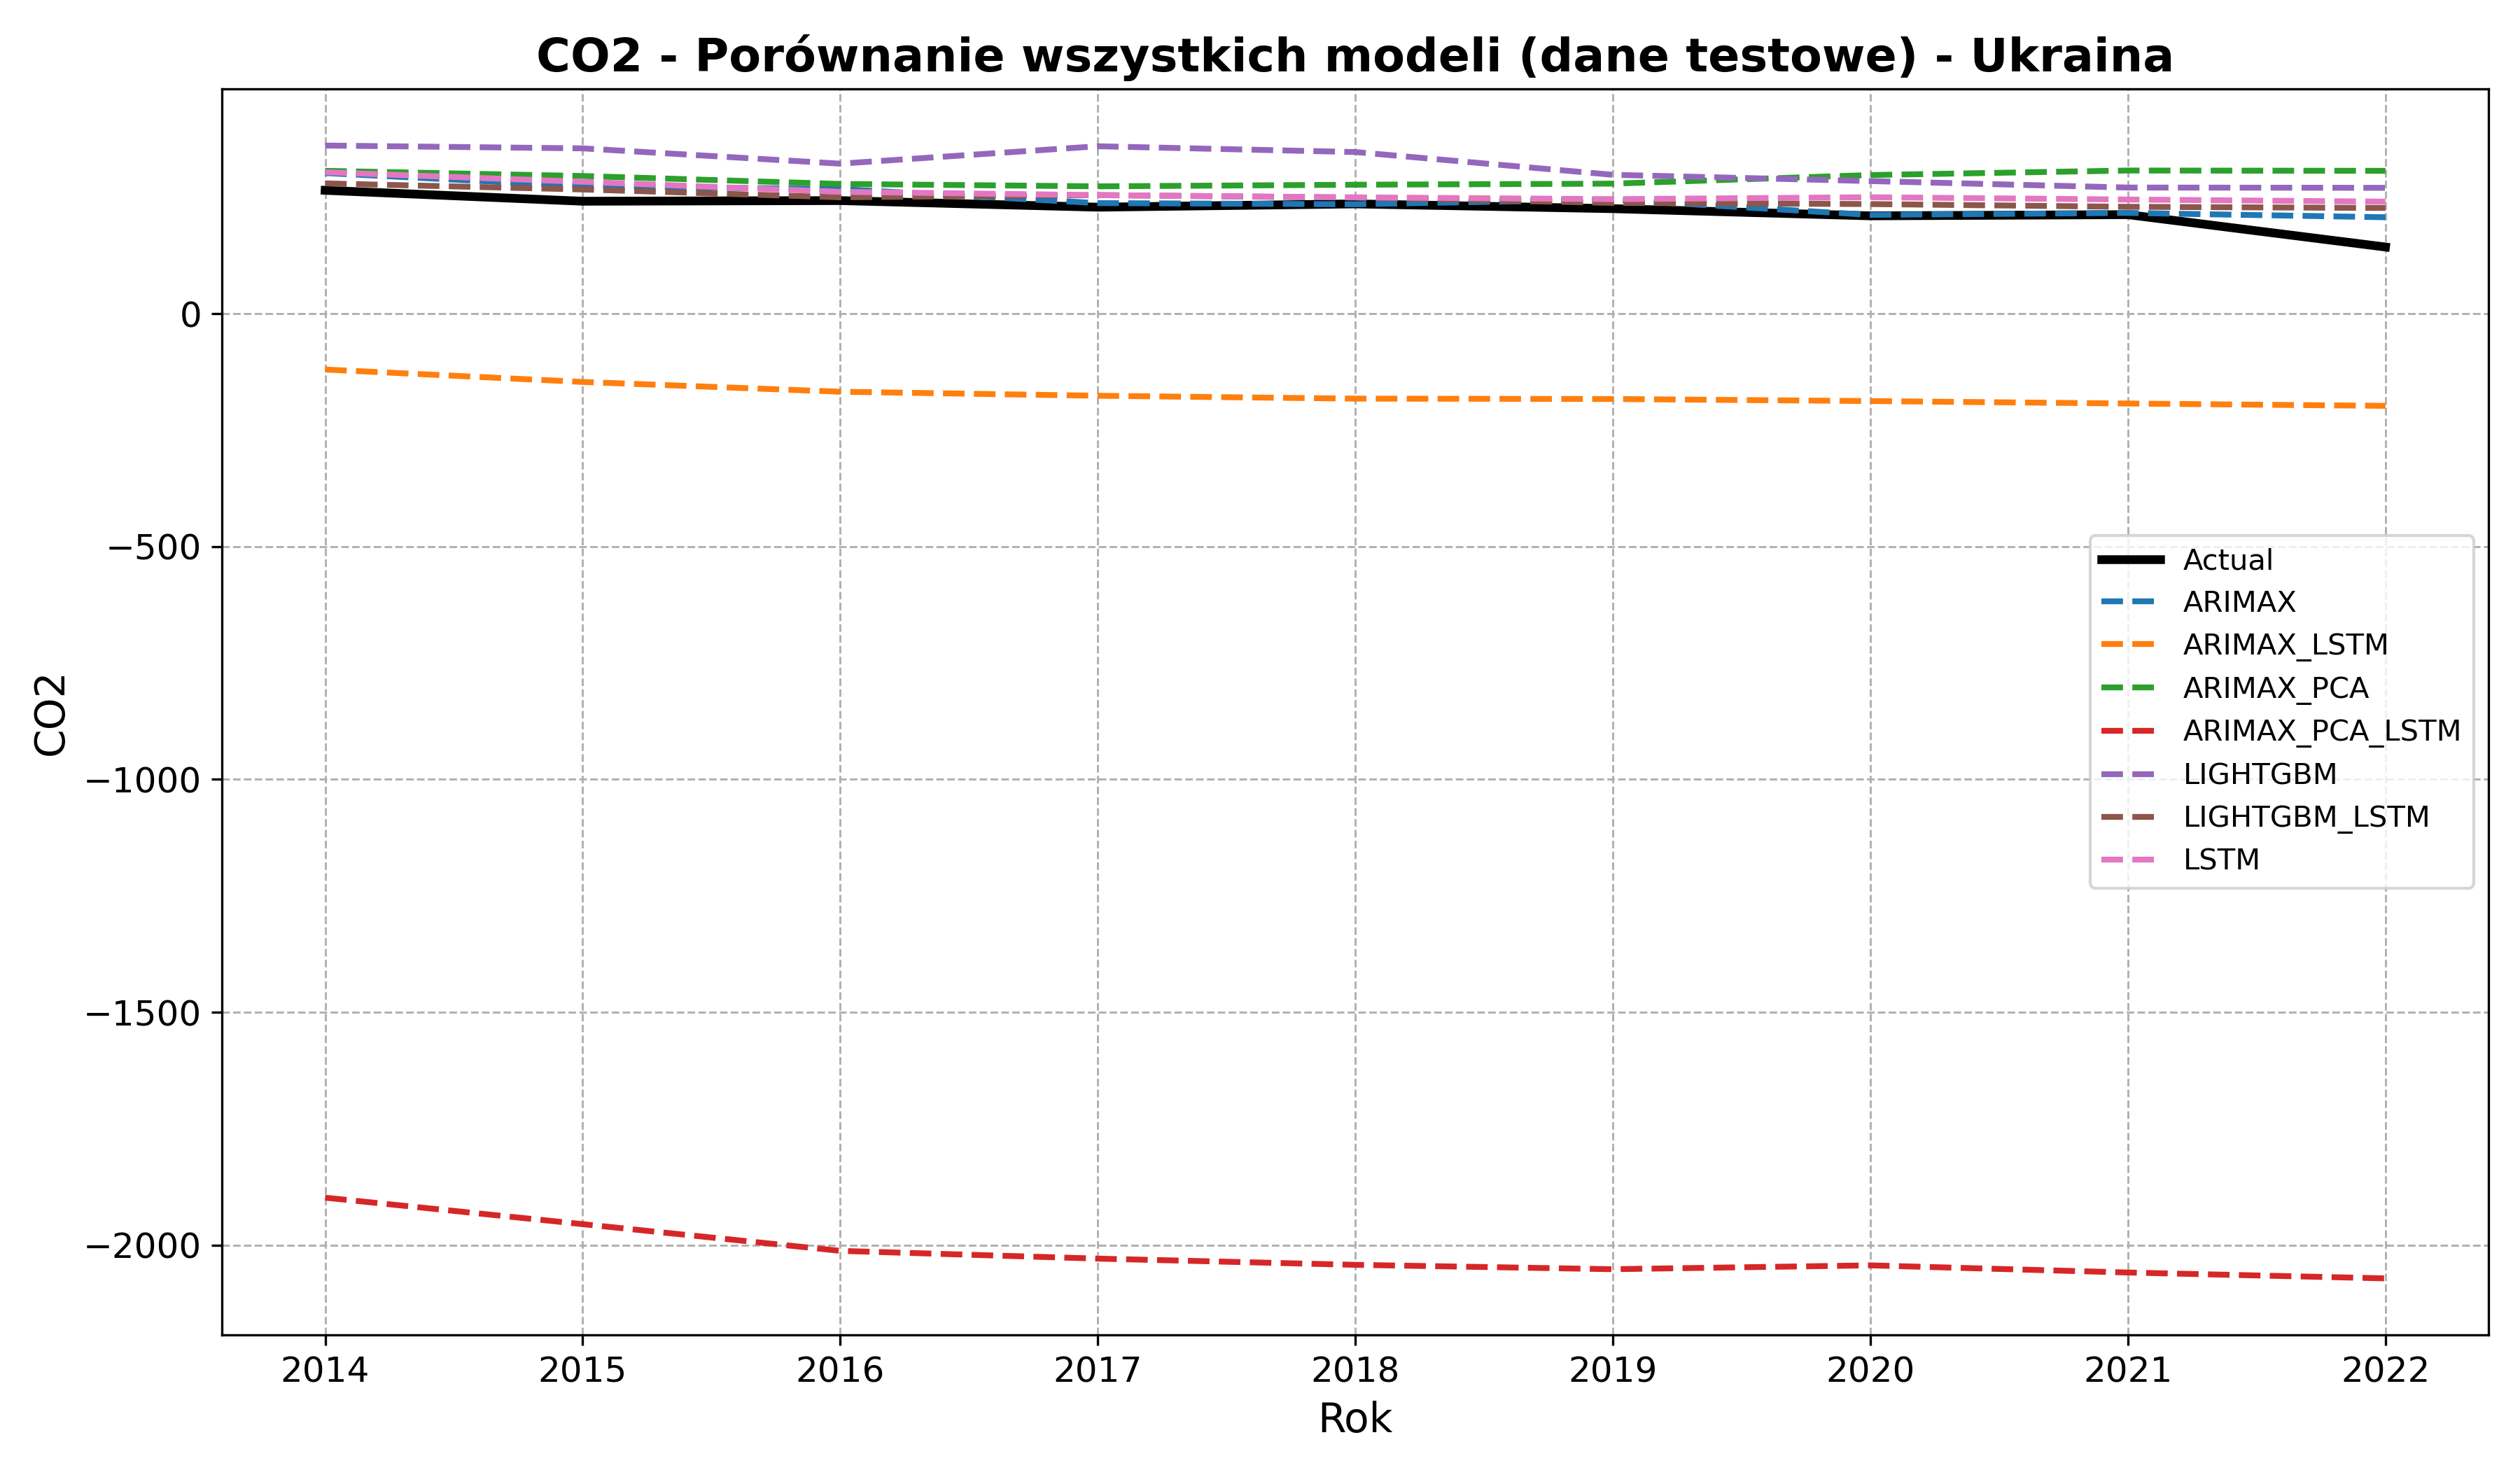 CO2 - Porównanie wszystkich modeli (dane testowe) - Ukraina
CO2
0
−500
−1000
−1500
−2000
Actual
ARIMAX
ARIMAX_LSTM
ARIMAX_PCA
ARIMAX_PCA_LSTM
LIGHTGBM
LIGHTGBM_LSTM
LSTM
2014 2015 2016 2017 2018 2019 2020 2021 2022
Rok